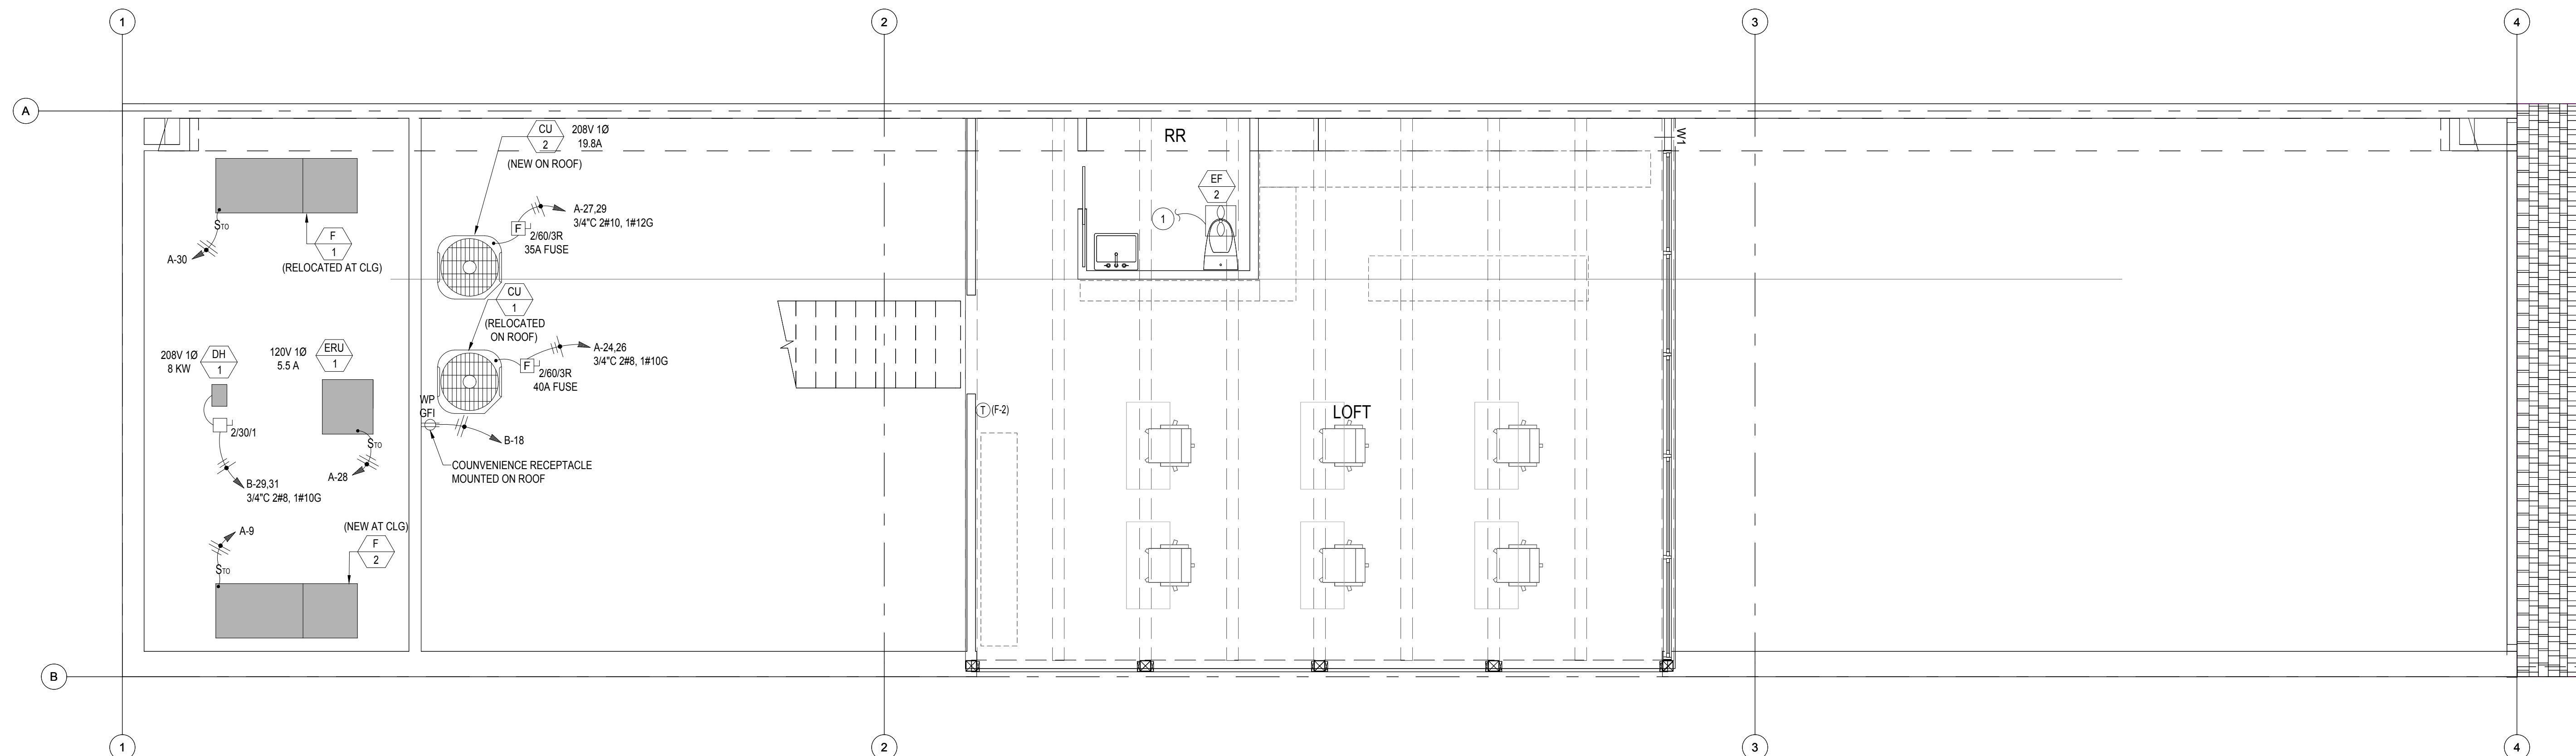 1
2
3
4
A
CU
2
208V 1Ø
19.8A
(NEW ON ROOF)
RR
W1
EF
2
1
A-27,29
3/4"C 2#10, 1#12G
F
2/60/3R
35A FUSE
STO
A-30
F
1
(RELOCATED AT CLG)
CU
1
(RELOCATED
ON ROOF)
A-24,26
3/4"C 2#8, 1#10G
F
2/60/3R
40A FUSE
208V 1Ø
8 KW
DH
1
120V 1Ø
5.5 A
ERU
1
WP
GFI
T
(F-2)
LOFT
2/30/1
STO
B-18
COUNVENIENCE RECEPTACLE
MOUNTED ON ROOF
A-28
B-29,31
3/4"C 2#8, 1#10G
A-9
(NEW AT CLG)
F
2
STO
B
1
2
3
4